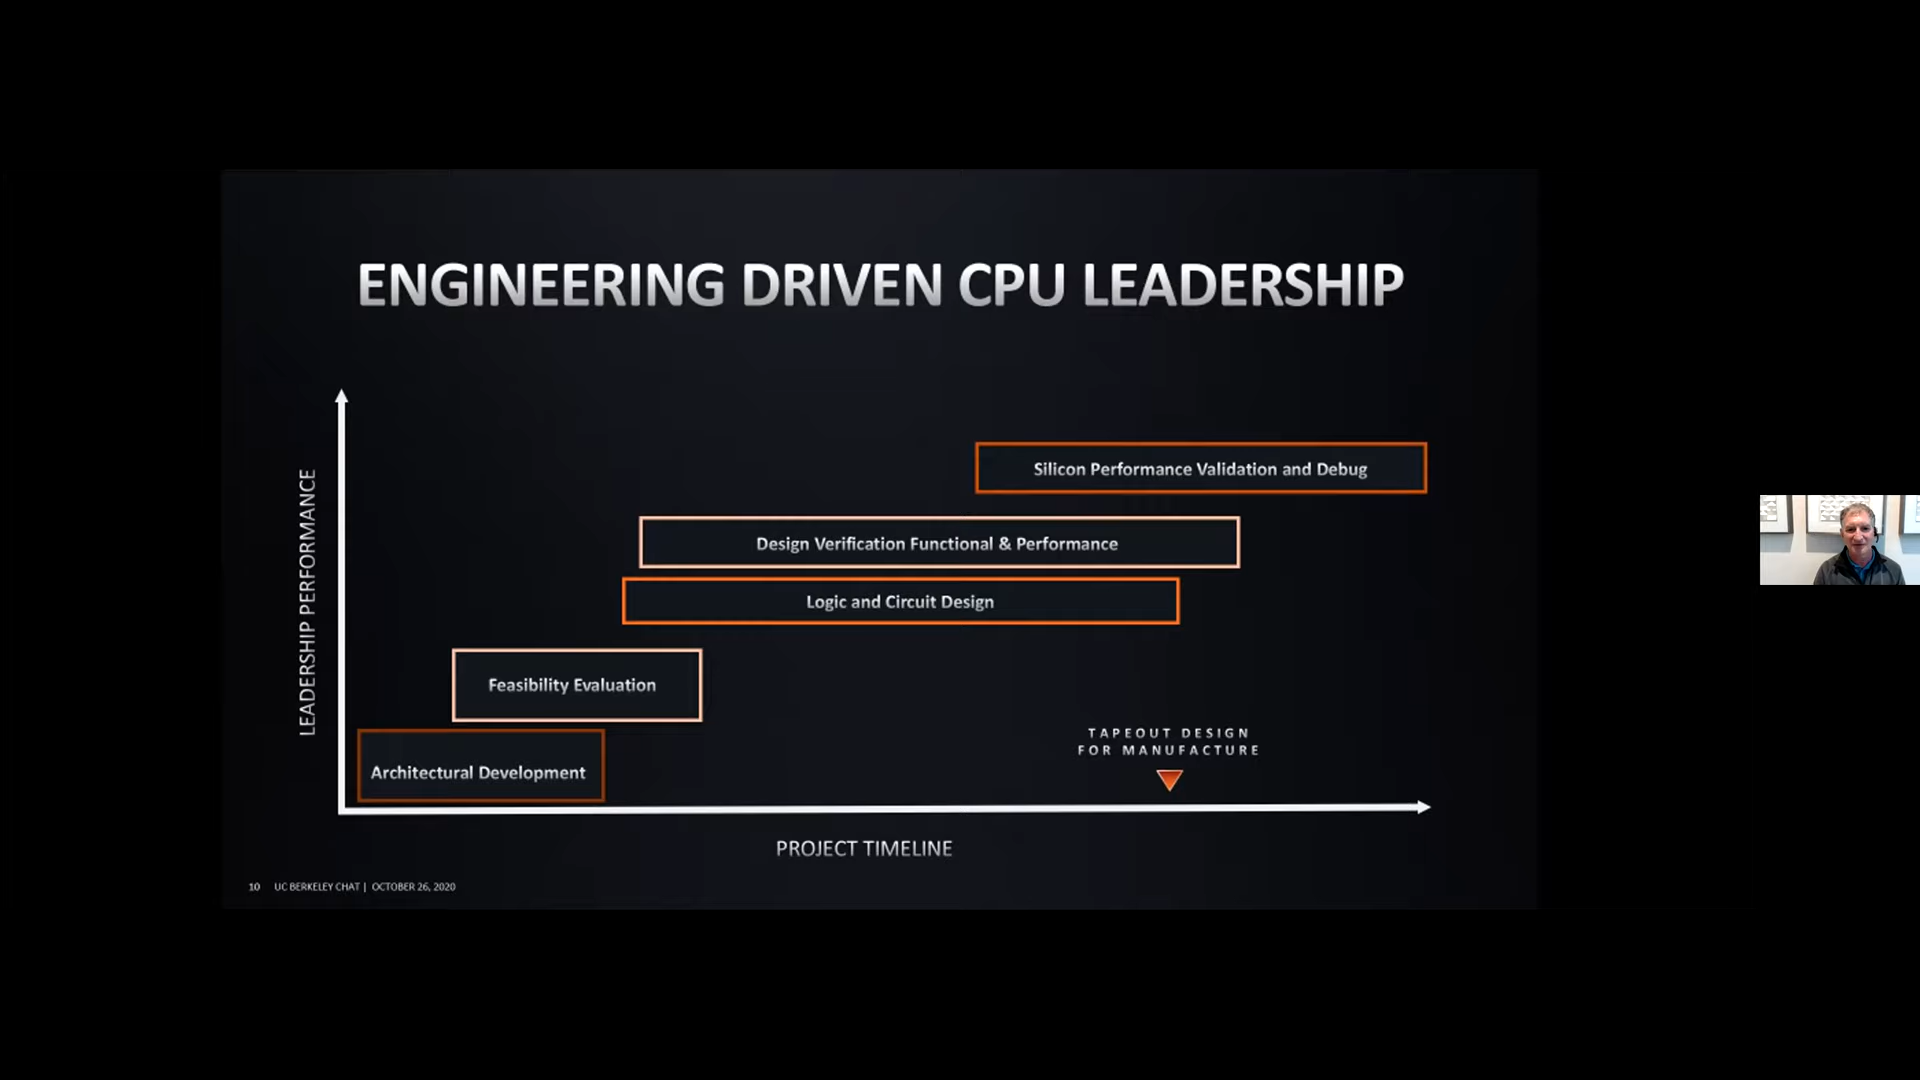 ENGINEERING DRIVEN CPU LEADERSHIP
LEADERSHIP PERFORMANCE
Silicon Performance Validation and Debug
Design Verification Functional & Performance
Logic and Circuit Design
Feasibility Evaluation
Architectural Development
TAPEOUT DESIGN
FOR MANUFACTURE
PROJECT TIMELINE
10 UC BERKELEY CHAT | OCTOBER 26, 2020